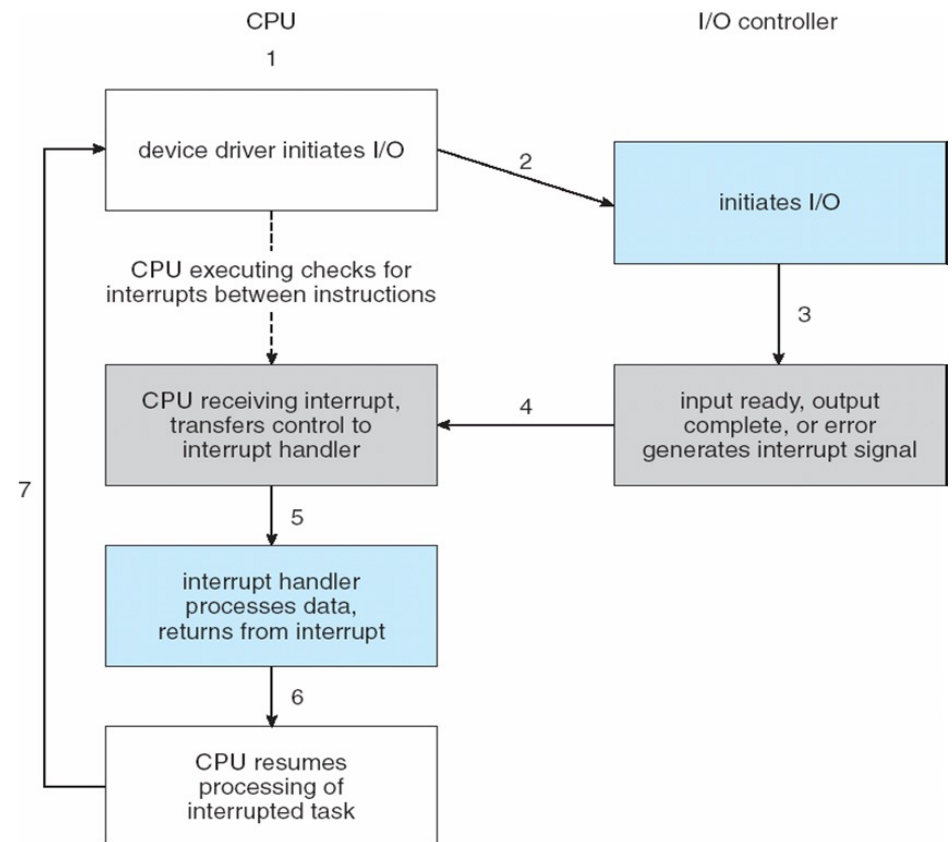 CPU
I/O controller
1
device driver initiates I/O
2
initiates I/O
CPU executing checks for
interrupts between instructions
3
CPU receiving interrupt,
transfers control to
interrupt handler
4
input ready, output
complete, or error
generates interrupt signal
7
5
interrupt handler
processes data,
returns from interrupt
6
CPU resumes
processing of
interrupted task